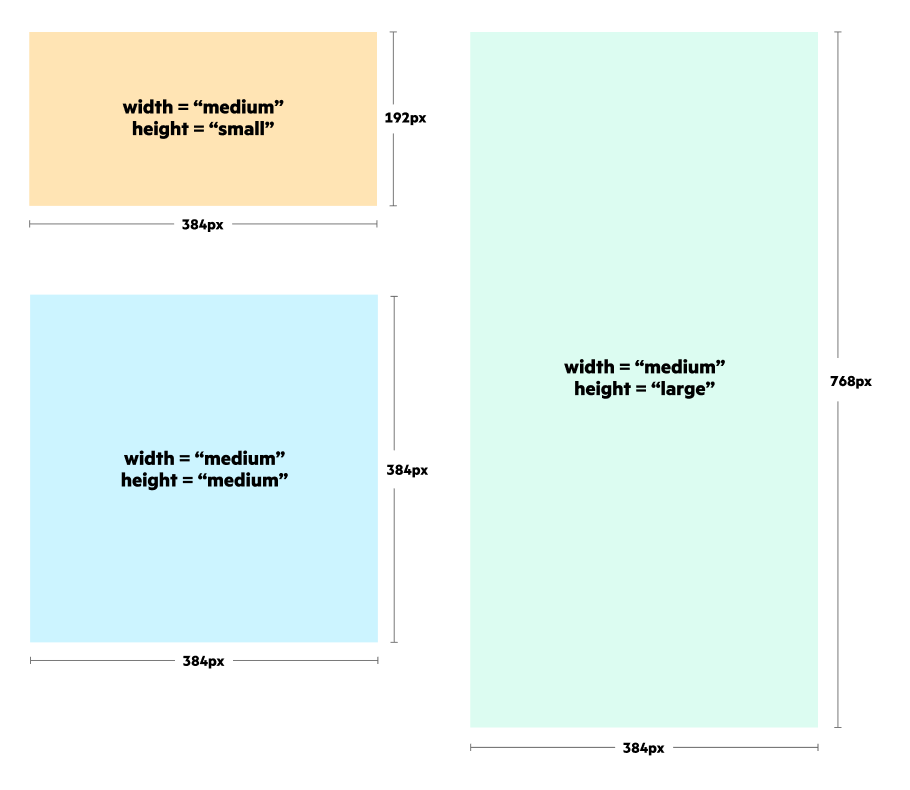 width = “medium”
height = “small”
192px
384px
width = “medium”
height = “medium”
384px
384px
width = “medium”
height = “large”
768px
384px